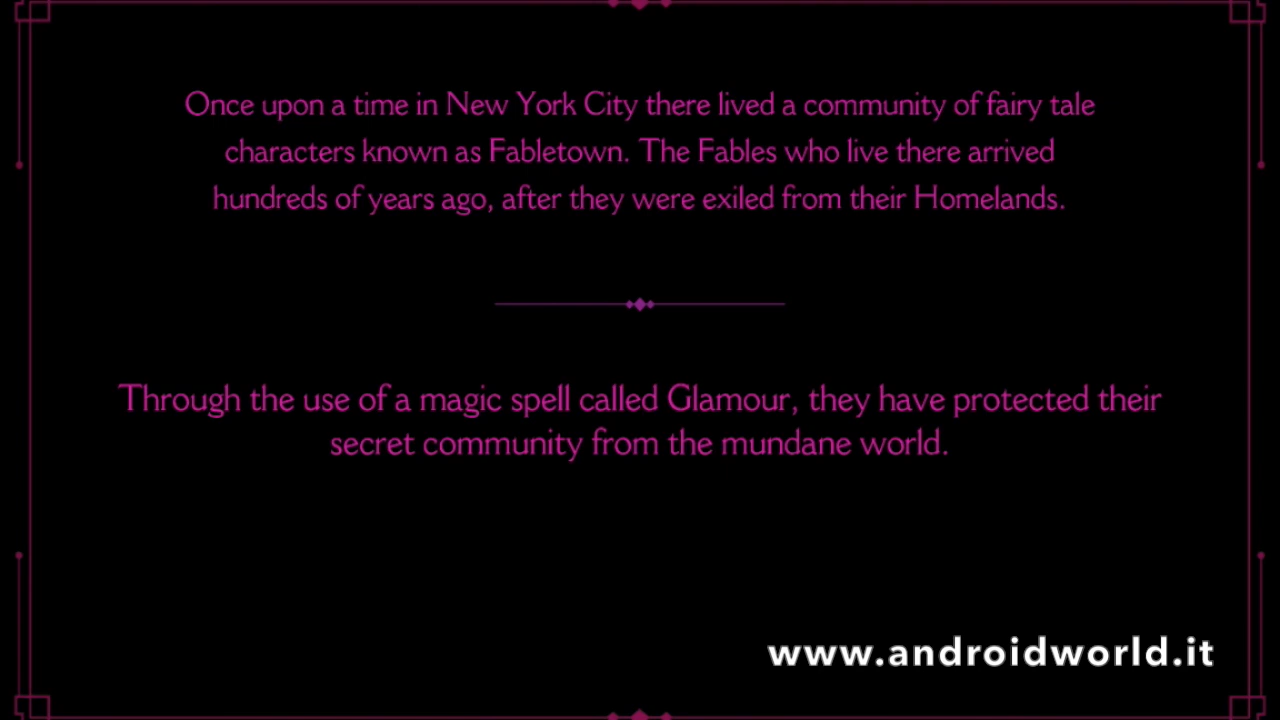 Once upon a time in New York City there lived a community of fairy tale
characters known as Fabletown. The Fables who live there arrived
hundreds of years ago, after they were exiled from their Homelands.
Through the use of a magic spell called Glamour, they have protected their
secret community from the mundane world.
www.androidworld.it